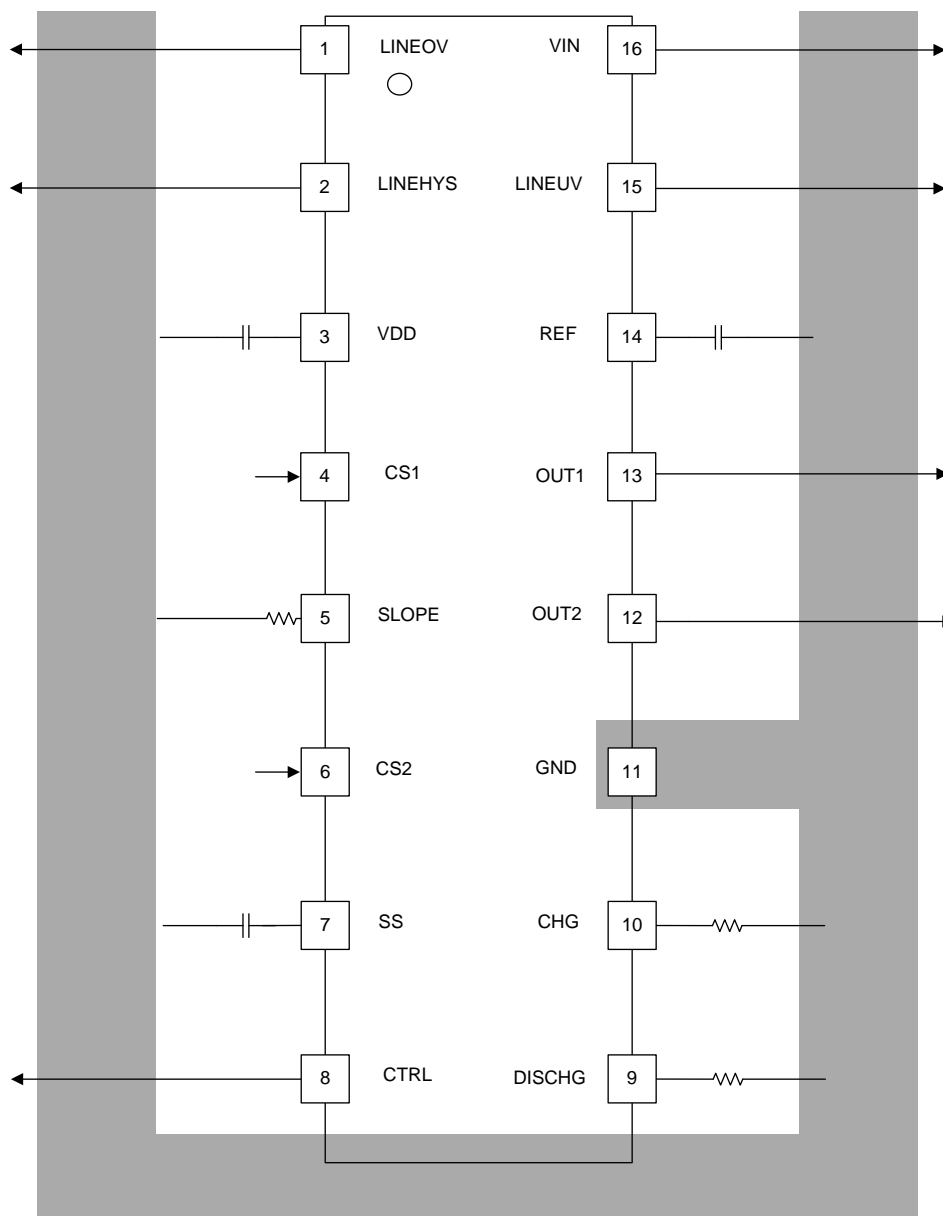 1 LINEOV VIN 16
2 LINEHYS LINEUV 15
3 VDD REF 14
4 CS1 OUT1 13
5 SLOPE OUT2 12
6 CS2 GND 11
7 SS CHG 10
8 CTRL DISCHG 9